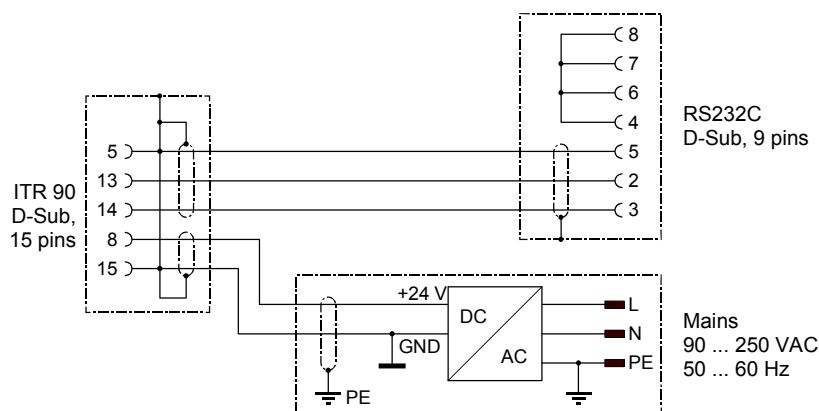 8
7
6
4
5
2
3
RS232C
D-Sub, 9 pins
5
13
14
8
15
ITR 90
D-Sub,
15 pins
+24 V
GND
DC
AC
PE
L
N
PE
Mains
90 ... 250 VAC
50 ... 60 Hz